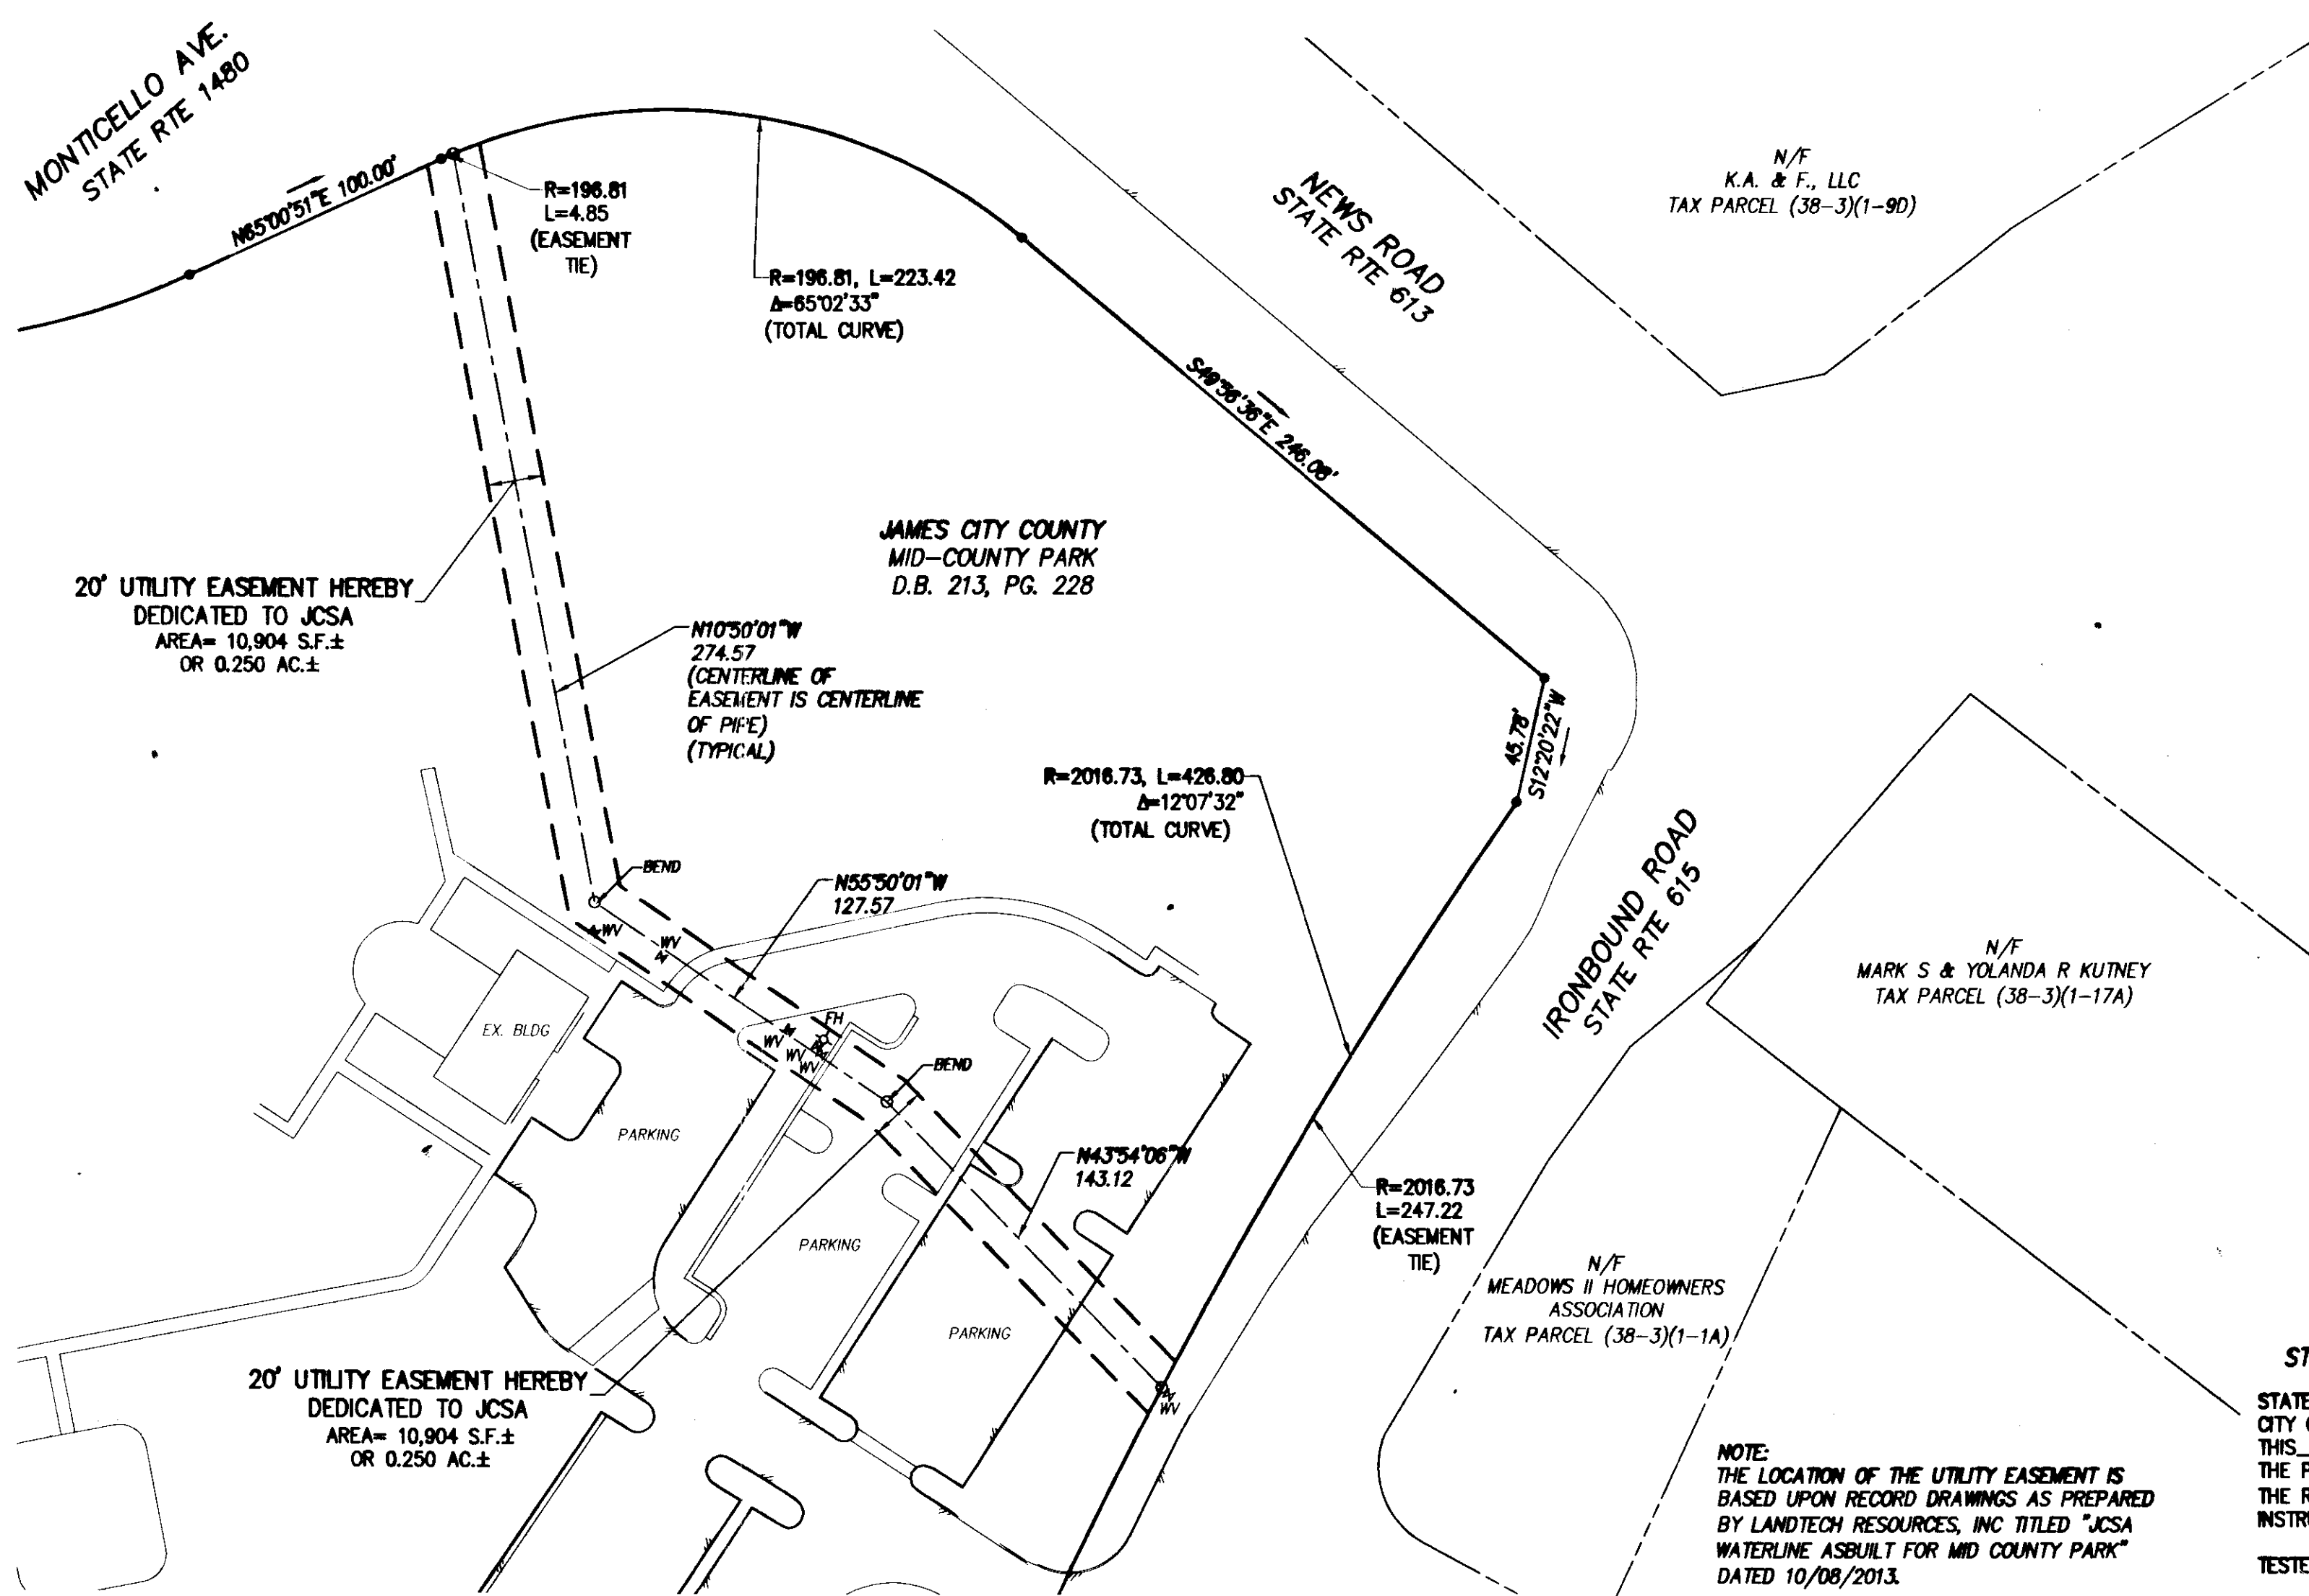 MONTICELLO AVE.
STATE RTE 1480
N65°00'51"E 100.00'
R=196.81
L=4.85
(EASEMENT
TIE)
R=196.81, L=223.42
Δ=65°02'33"
(TOTAL CURVE)
NEWS ROAD
STATE RTE 613
N/F
K.A. & F., LLC
TAX PARCEL (38-3)(1-9D)
S49°56'36"E 246.08'
JAMES CITY COUNTY
MID-COUNTY PARK
D.B. 213, PG. 228
20' UTILITY EASEMENT HEREBY
DEDICATED TO JCSA
AREA= 10,904 S.F.±
OR 0.250 AC.±
N10°50'01"W
274.57
(CENTERLINE OF
EASEMENT IS CENTERLINE
OF PIPE)
(TYPICAL)
45.78'
S12°20'22"W
R=2016.73, L=426.80
Δ=12°07'32"
(TOTAL CURVE)
BEND
N55°50'01"W
127.57
WV
WV
IRONBOUND ROAD
STATE RTE 615
N/F
MARK S & YOLANDA R KUTNEY
TAX PARCEL (38-3)(1-17A)
EX. BLDG
FH
WV
WV
WV
BEND
PARKING
N43°54'06"W
143.12
R=2016.73
L=247.22
(EASEMENT
TIE)
PARKING
N/F
MEADOWS II HOMEOWNERS
ASSOCIATION
TAX PARCEL (38-3)(1-1A)
PARKING
WV
20' UTILITY EASEMENT HEREBY
DEDICATED TO JCSA
AREA= 10,904 S.F.±
OR 0.250 AC.±
NOTE:
THE LOCATION OF THE UTILITY EASEMENT IS
BASED UPON RECORD DRAWINGS AS PREPARED
BY LANDTECH RESOURCES, INC TITLED "JCSA
WATERLINE ASBUILT FOR MID COUNTY PARK"
DATED 10/08/2013.
STATE
CITY
THIS_
THE
THE